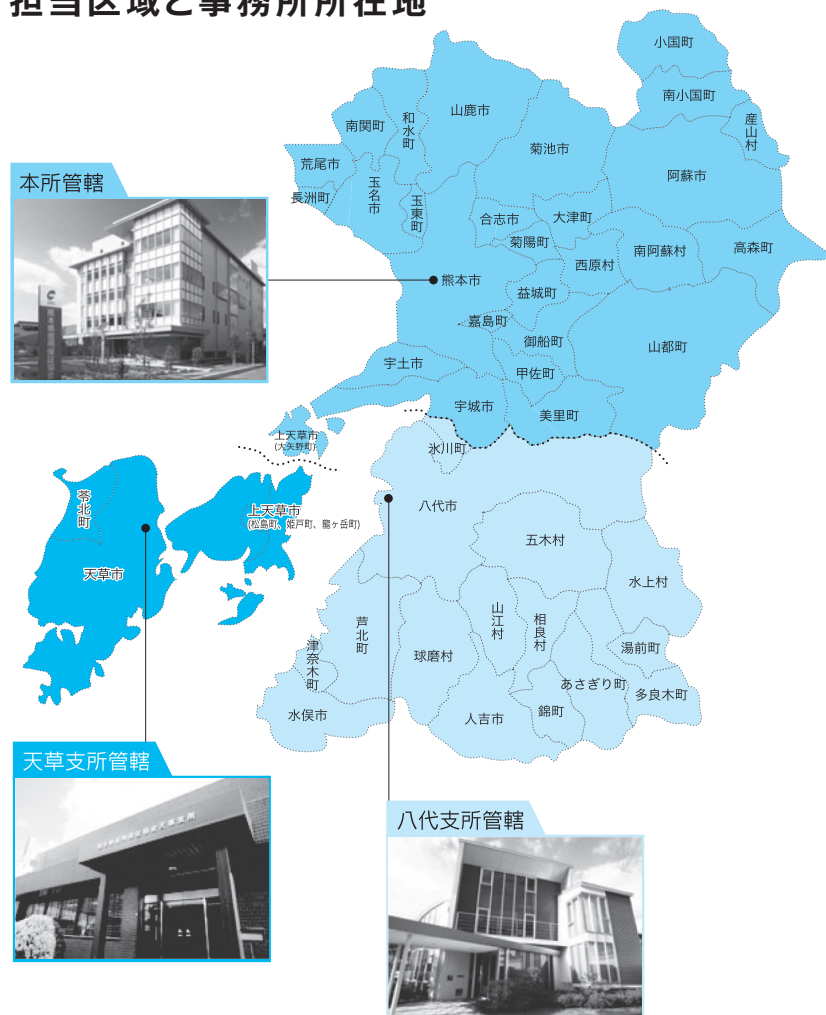 担当区域と事務所所在地
小国町
南小国町
産山村
山鹿市
和水町
南関町
菊池市
荒尾市
阿蘇市
本所管轄
長洲町
玉名市
玉東町
合志市
大津町
菊陽町
南阿蘇村
高森町
西原村
熊本市
益城町
嘉島町
御船町
山都町
宇土市
甲佐町
宇城市
美里町
上天草市
(大矢野町)
氷川町
苓北町
八代市
上天草市
(松島町、姫戸町、龍ヶ岳町)
五木村
天草市
水上村
山江村
相良村
芦北町
湯前町
津奈木町
球磨村
あさぎり町
多良木町
水俣市
人吉市
錦町
天草支所管轄
八代支所管轄